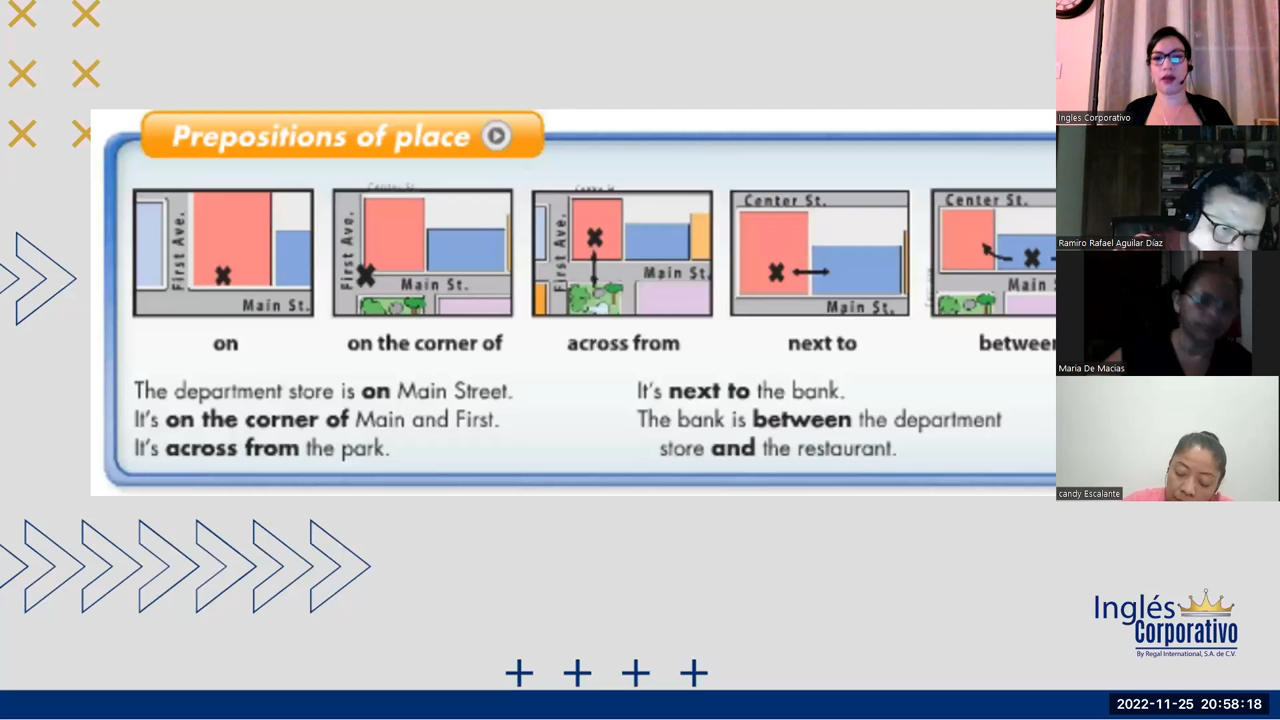 Prepositions of place
First Ave.
Main St.
on
First Ave.
Main St.
on the corner of
First Ave.
Main St.
across from
Center St.
Main St.
next to
Center St.
Main
between
The department store is on Main Street.
It's on the corner of Main and First.
It's across from the park.
It's next to the bank.
The bank is between the department
store and the restaurant.
Ingles Corporativo
Ramiro Rafael Aguilar Díaz
Maria De Macias
candy Escalante
Inglés
Corporativo
By Regal International, S.A. de C.V.
2022-11-25 20:58:18